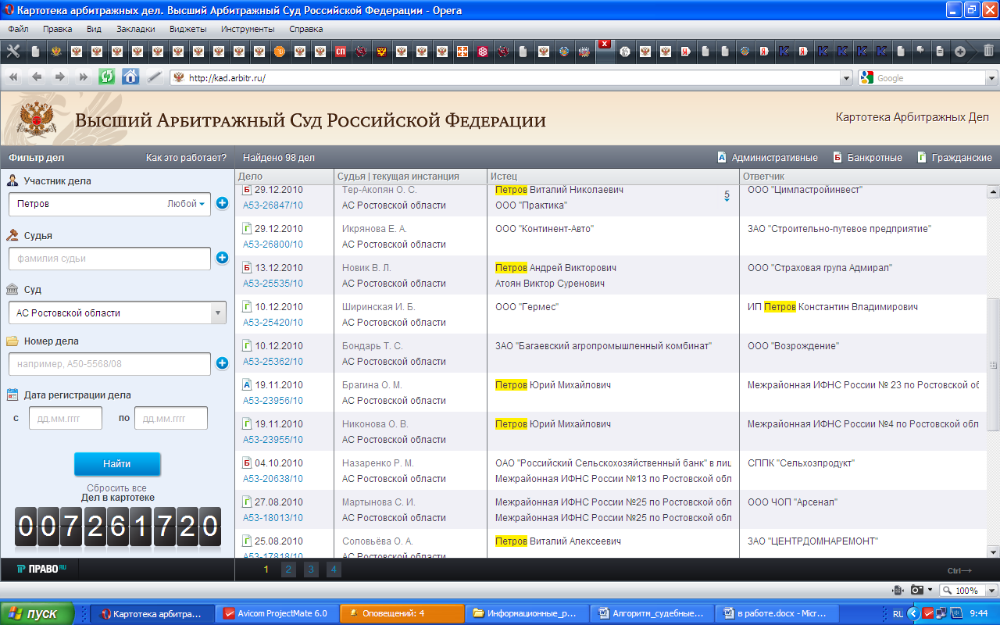 Картотека арбитражных дел. Высший Арбитражный Суд Российской Федерации - Opera
Файл Правка Вид Закладки Виджеты Инструменты Справка
http://kad.arbitr.ru/ Google
Высший Арбитражный Суд Российской Федерации Картотека Арбитражных Дел
Фильтр дел Как это работает? Найдено 98 дел А Административные Б Банкротные Г Гражданские
Дело Судья | текущая инстанция Истец Ответчик
Участник дела
Петров Любой
Судья
фамилия судьи
Суд
АС Ростовской области
Номер дела
например, А50-5568/08
Дата регистрации дела
с дд.мм.гггг по дд.мм.гггг
Найти
Сбросить все
Дел в картотеке
007261720
ПРАВО RU
Б 29.12.2010 Тер-Акопян О. С. Петров Виталий Николаевич 5 ООО "Цимластройинвест"
А53-26847/10 АС Ростовской области ООО "Практика"
Г 29.12.2010 Икрянова Е. А. ООО "Континент-Авто" ЗАО "Строительно-путевое предприятие"
А53-26800/10 АС Ростовской области
Б 13.12.2010 Новик В. Л. Петров Андрей Викторович ООО "Страховая група Адмирал"
А53-25535/10 АС Ростовской области Атоян Виктор Суренович
Г 10.12.2010 Ширинская И. Б. ООО "Гермес" ИП Петров Константин Владимирович
А53-25420/10 АС Ростовской области
Г 10.12.2010 Бондарь Т. С. ЗАО "Багаевский агропромышленный комбинат" ООО "Возрождение"
А53-25362/10 АС Ростовской области
А 19.11.2010 Брагина О. М. Петров Юрий Михайлович Межрайонная ИФНС России № 23 по Ростовской об
А53-23956/10 АС Ростовской области
Г 19.11.2010 Никонова О. В. Петров Юрий Михайлович Межрайонная ИФНС России №4 по Ростовской обл
А53-23955/10 АС Ростовской области
Б 04.10.2010 Назаренко Р. М. ОАО "Российский Сельскохозяйственный банк" в лиц СППК "Сельхозпродукт"
А53-20638/10 АС Ростовской области Межрайонная ИФНС России №13 по Ростовской обл
Г 27.08.2010 Мартынова С. И. Межрайонная ИФНС России №25 по Ростовской обл ООО ЧОП "Арсенал"
А53-18013/10 АС Ростовской области Межрайонная ИФНС России №25 по Ростовской обл
Г 25.08.2010 Соловьёва О. А. Петров Виталий Алексеевич ЗАО "ЦЕНТРДОМНАРЕМОНТ"
А53-17818/10 АС Ростовской области
1 2 3 4 Ctrl→
100%
пуск Картотека арбитра... Avicom ProjectMate 6.0 Оповещений: 4 Информационные_р... Алгоритм_судебные... в работе.docx - Micr... RU 9:44